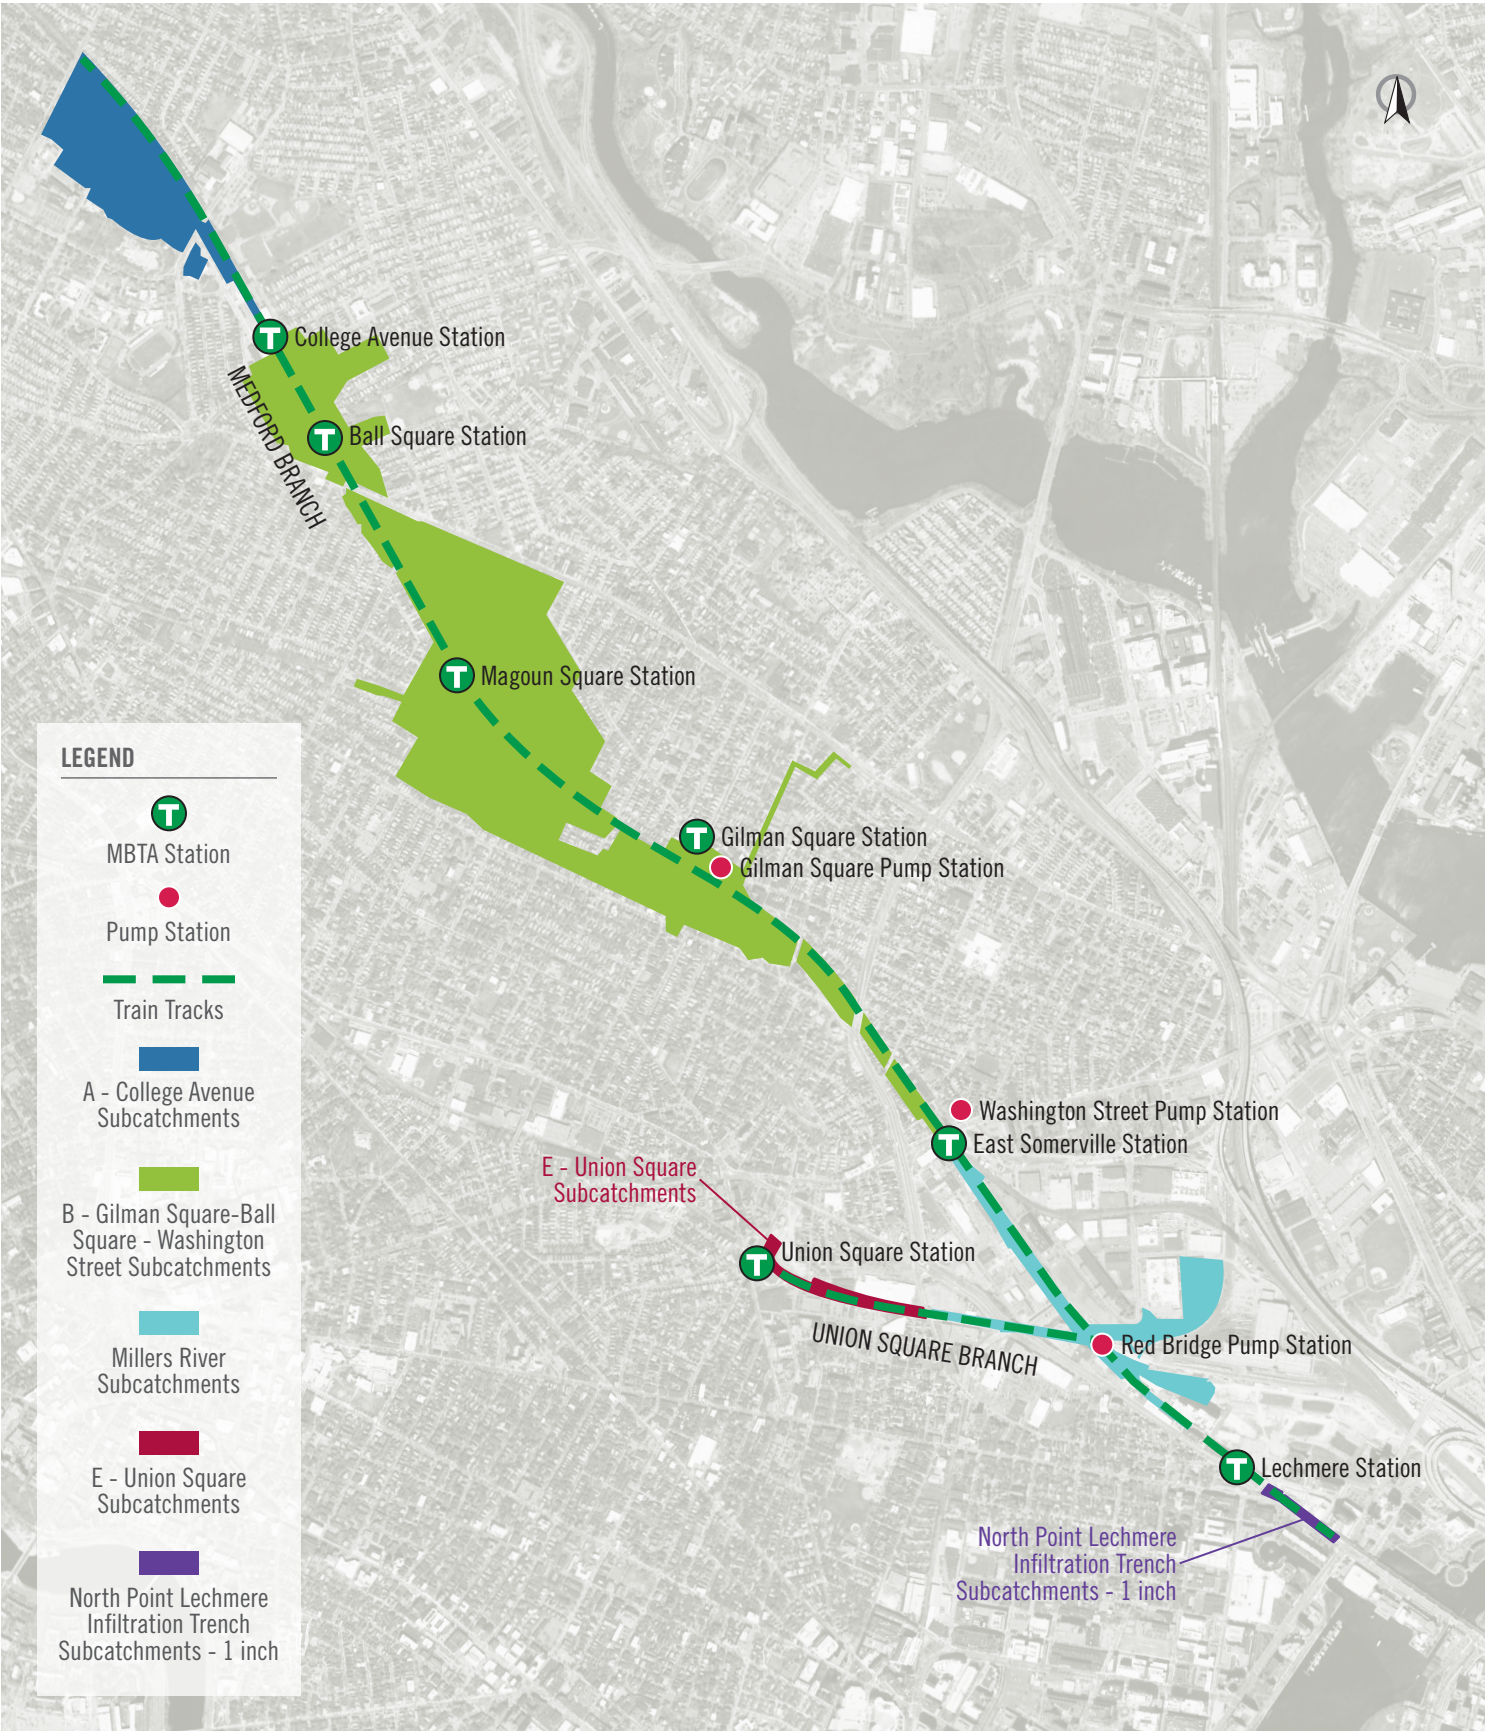 College Avenue Station
MEDFORD BRANCH
Ball Square Station
Magoun Square Station
Gilman Square Station
Gilman Square Pump Station
Washington Street Pump Station
East Somerville Station
E - Union Square
Subcatchments
Union Square Station
UNION SQUARE BRANCH
Red Bridge Pump Station
Lechmere Station
North Point Lechmere
Infiltration Trench
Subcatchments - 1 inch
LEGEND
T
MBTA Station
Pump Station
Train Tracks
A - College Avenue
Subcatchments
B - Gilman Square-Ball
Square - Washington
Street Subcatchments
Millers River
Subcatchments
E - Union Square
Subcatchments
North Point Lechmere
Infiltration Trench
Subcatchments - 1 inch